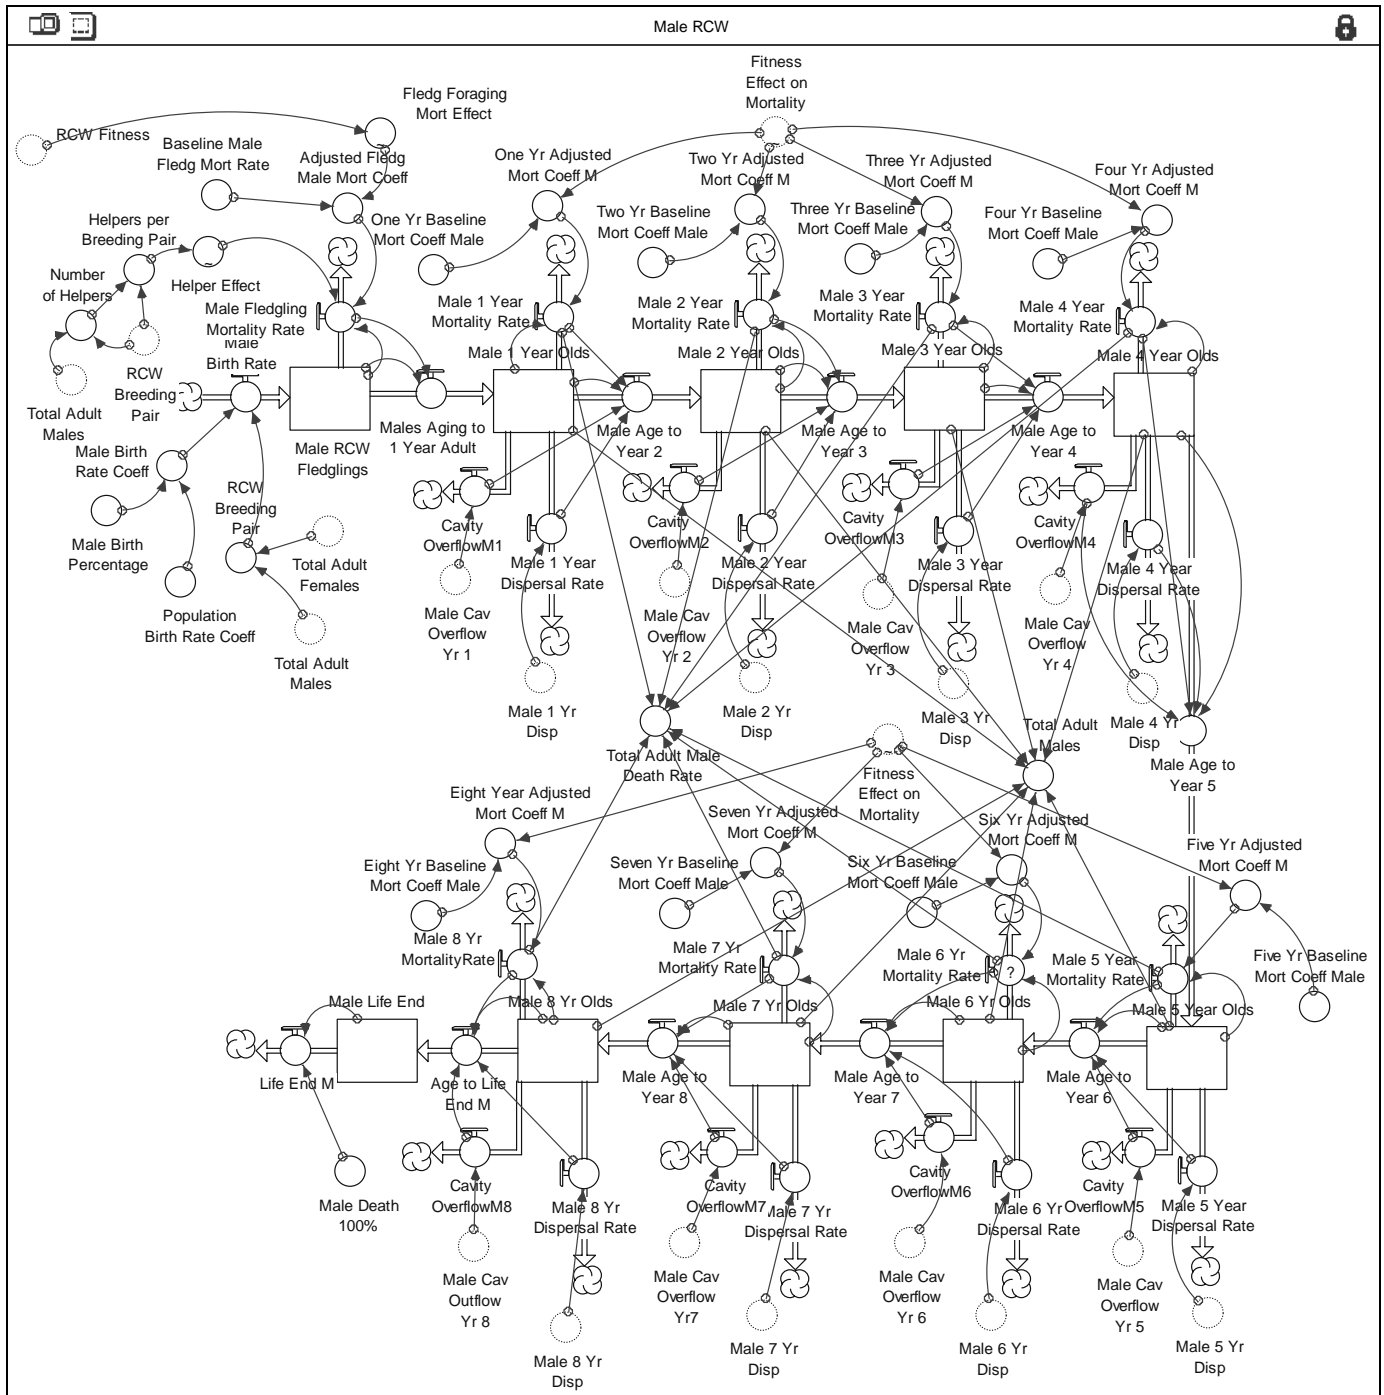 Male RCW
Fitness
Effect on
Mortality
Fledg Foraging
Mort Effect
RCW Fitness
Baseline Male
Fledg Mort Rate
Adjusted Fledg
Male Mort Coeff
One Yr Adjusted
Mort Coeff M
Two Yr Adjusted
Mort Coeff M
Three Yr Adjusted
Mort Coeff M
Four Yr Adjusted
Mort Coeff M
Helpers per
Breeding Pair
One Yr Baseline
Mort Coeff Male
Two Yr Baseline
Mort Coeff Male
Three Yr Baseline
Mort Coeff Male
Four Yr Baseline
Mort Coeff Male
Number
of Helpers
Helper Effect
Male Fledgling
Mortality Rate
Male 1 Year
Mortality Rate
Male 2 Year
Mortality Rate
Male 3 Year
Mortality Rate
Male 4 Year
Mortality Rate
Male
Birth Rate
Male 1 Year Olds
Male 2 Year Olds
Male 3 Year Olds
Male 4 Year Olds
RCW
Breeding
Pair
Total Adult
Males
Male RCW
Fledglings
Males Aging to
1 Year Adult
Male Age to
Year 2
Male Age to
Year 3
Male Age to
Year 4
Male Birth
Rate Coeff
RCW
Breeding
Pair
Male Birth
Percentage
Total Adult
Females
Population
Birth Rate Coeff
Total Adult
Males
Cavity
OverflowM1
Cavity
OverflowM2
Cavity
OverflowM3
Cavity
OverflowM4
Male 1 Year
Dispersal Rate
Male 2 Year
Dispersal Rate
Male 3 Year
Dispersal Rate
Male 4 Year
Dispersal Rate
Male Cav
Overflow
Yr 1
Male Cav
Overflow
Yr 2
Male Cav
Overflow
Yr 3
Male Cav
Overflow
Yr 4
Male 1 Yr
Disp
Male 2 Yr
Disp
Male 3 Yr
Disp
Male 4 Yr
Disp
Total Adult
Males
Total Adult Male
Death Rate
Male Age to
Year 5
Fitness
Effect on
Mortality
Eight Year Adjusted
Mort Coeff M
Seven Yr Adjusted
Mort Coeff M
Six Yr Adjusted
Mort Coeff M
Five Yr Adjusted
Mort Coeff M
Eight Yr Baseline
Mort Coeff Male
Seven Yr Baseline
Mort Coeff Male
Six Yr Baseline
Mort Coeff Male
Five Yr Baseline
Mort Coeff Male
Male 8 Yr
MortalityRate
Male 7 Yr
Mortality Rate
Male 6 Yr
Mortality Rate
?
Male 5 Year
Mortality Rate
Male Life End
Male 8 Yr Olds
Male 7 Yr Olds
Male 6 Yr Olds
Male 5 Year Olds
Life End M
Age to Life
End M
Male Age to
Year 8
Male Age to
Year 7
Male Age to
Year 6
Male Death
100%
Cavity
OverflowM8
Cavity
OverflowM7
Cavity
OverflowM6
Cavity
OverflowM5
Male 8 Yr
Dispersal Rate
Male 7 Yr
Dispersal Rate
Male 6 Yr
Dispersal Rate
Male 5 Year
Dispersal Rate
Male Cav
Outflow
Yr 8
Male Cav
Overflow
Yr7
Male Cav
Overflow
Yr 6
Male Cav
Overflow
Yr 5
Male 8 Yr
Disp
Male 7 Yr
Disp
Male 6 Yr
Disp
Male 5 Yr
Disp